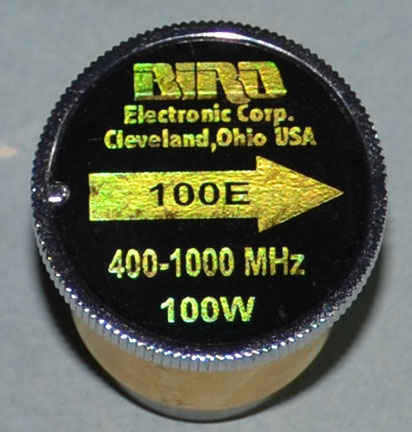 BIRD
Electronic Corp.
Cleveland,Ohio USA
100E
400-1000 MHz
100W